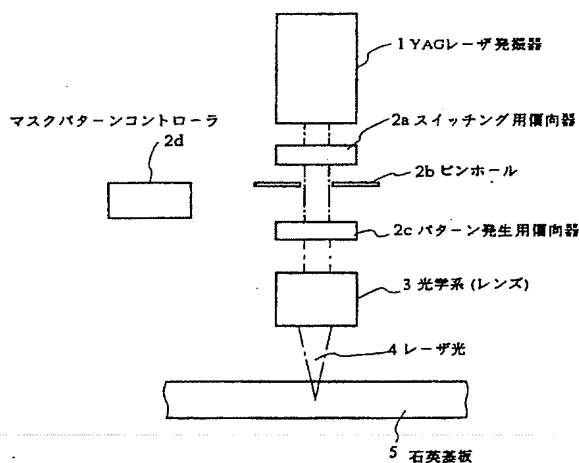 1 YAGレーザ発振器
マスクパターンコントローラ
2d
2a スイッチング用偏向器
2b ピンホール
2c パターン発生用偏向器
3 光学系 (レンズ)
4 レーザ光
5 石英基板